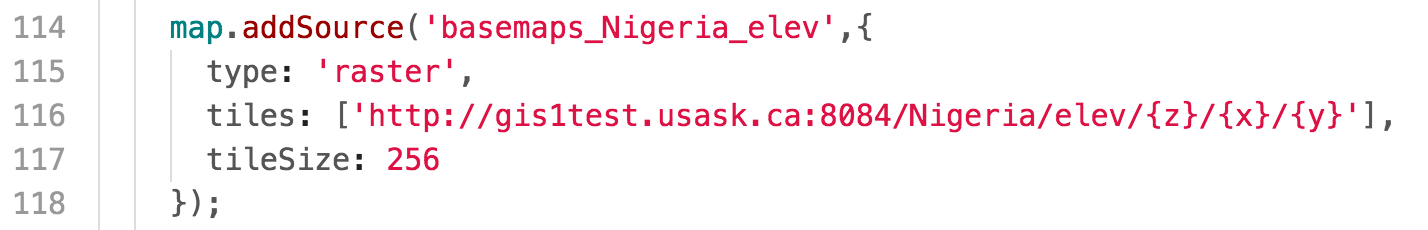 114 map.addSource('basemaps_Nigeria_elev',{
115 type: 'raster',
116 tiles: ['http://gis1test.usask.ca:8084/Nigeria/elev/{z}/{x}/{y}'],
117 tileSize: 256
118 });